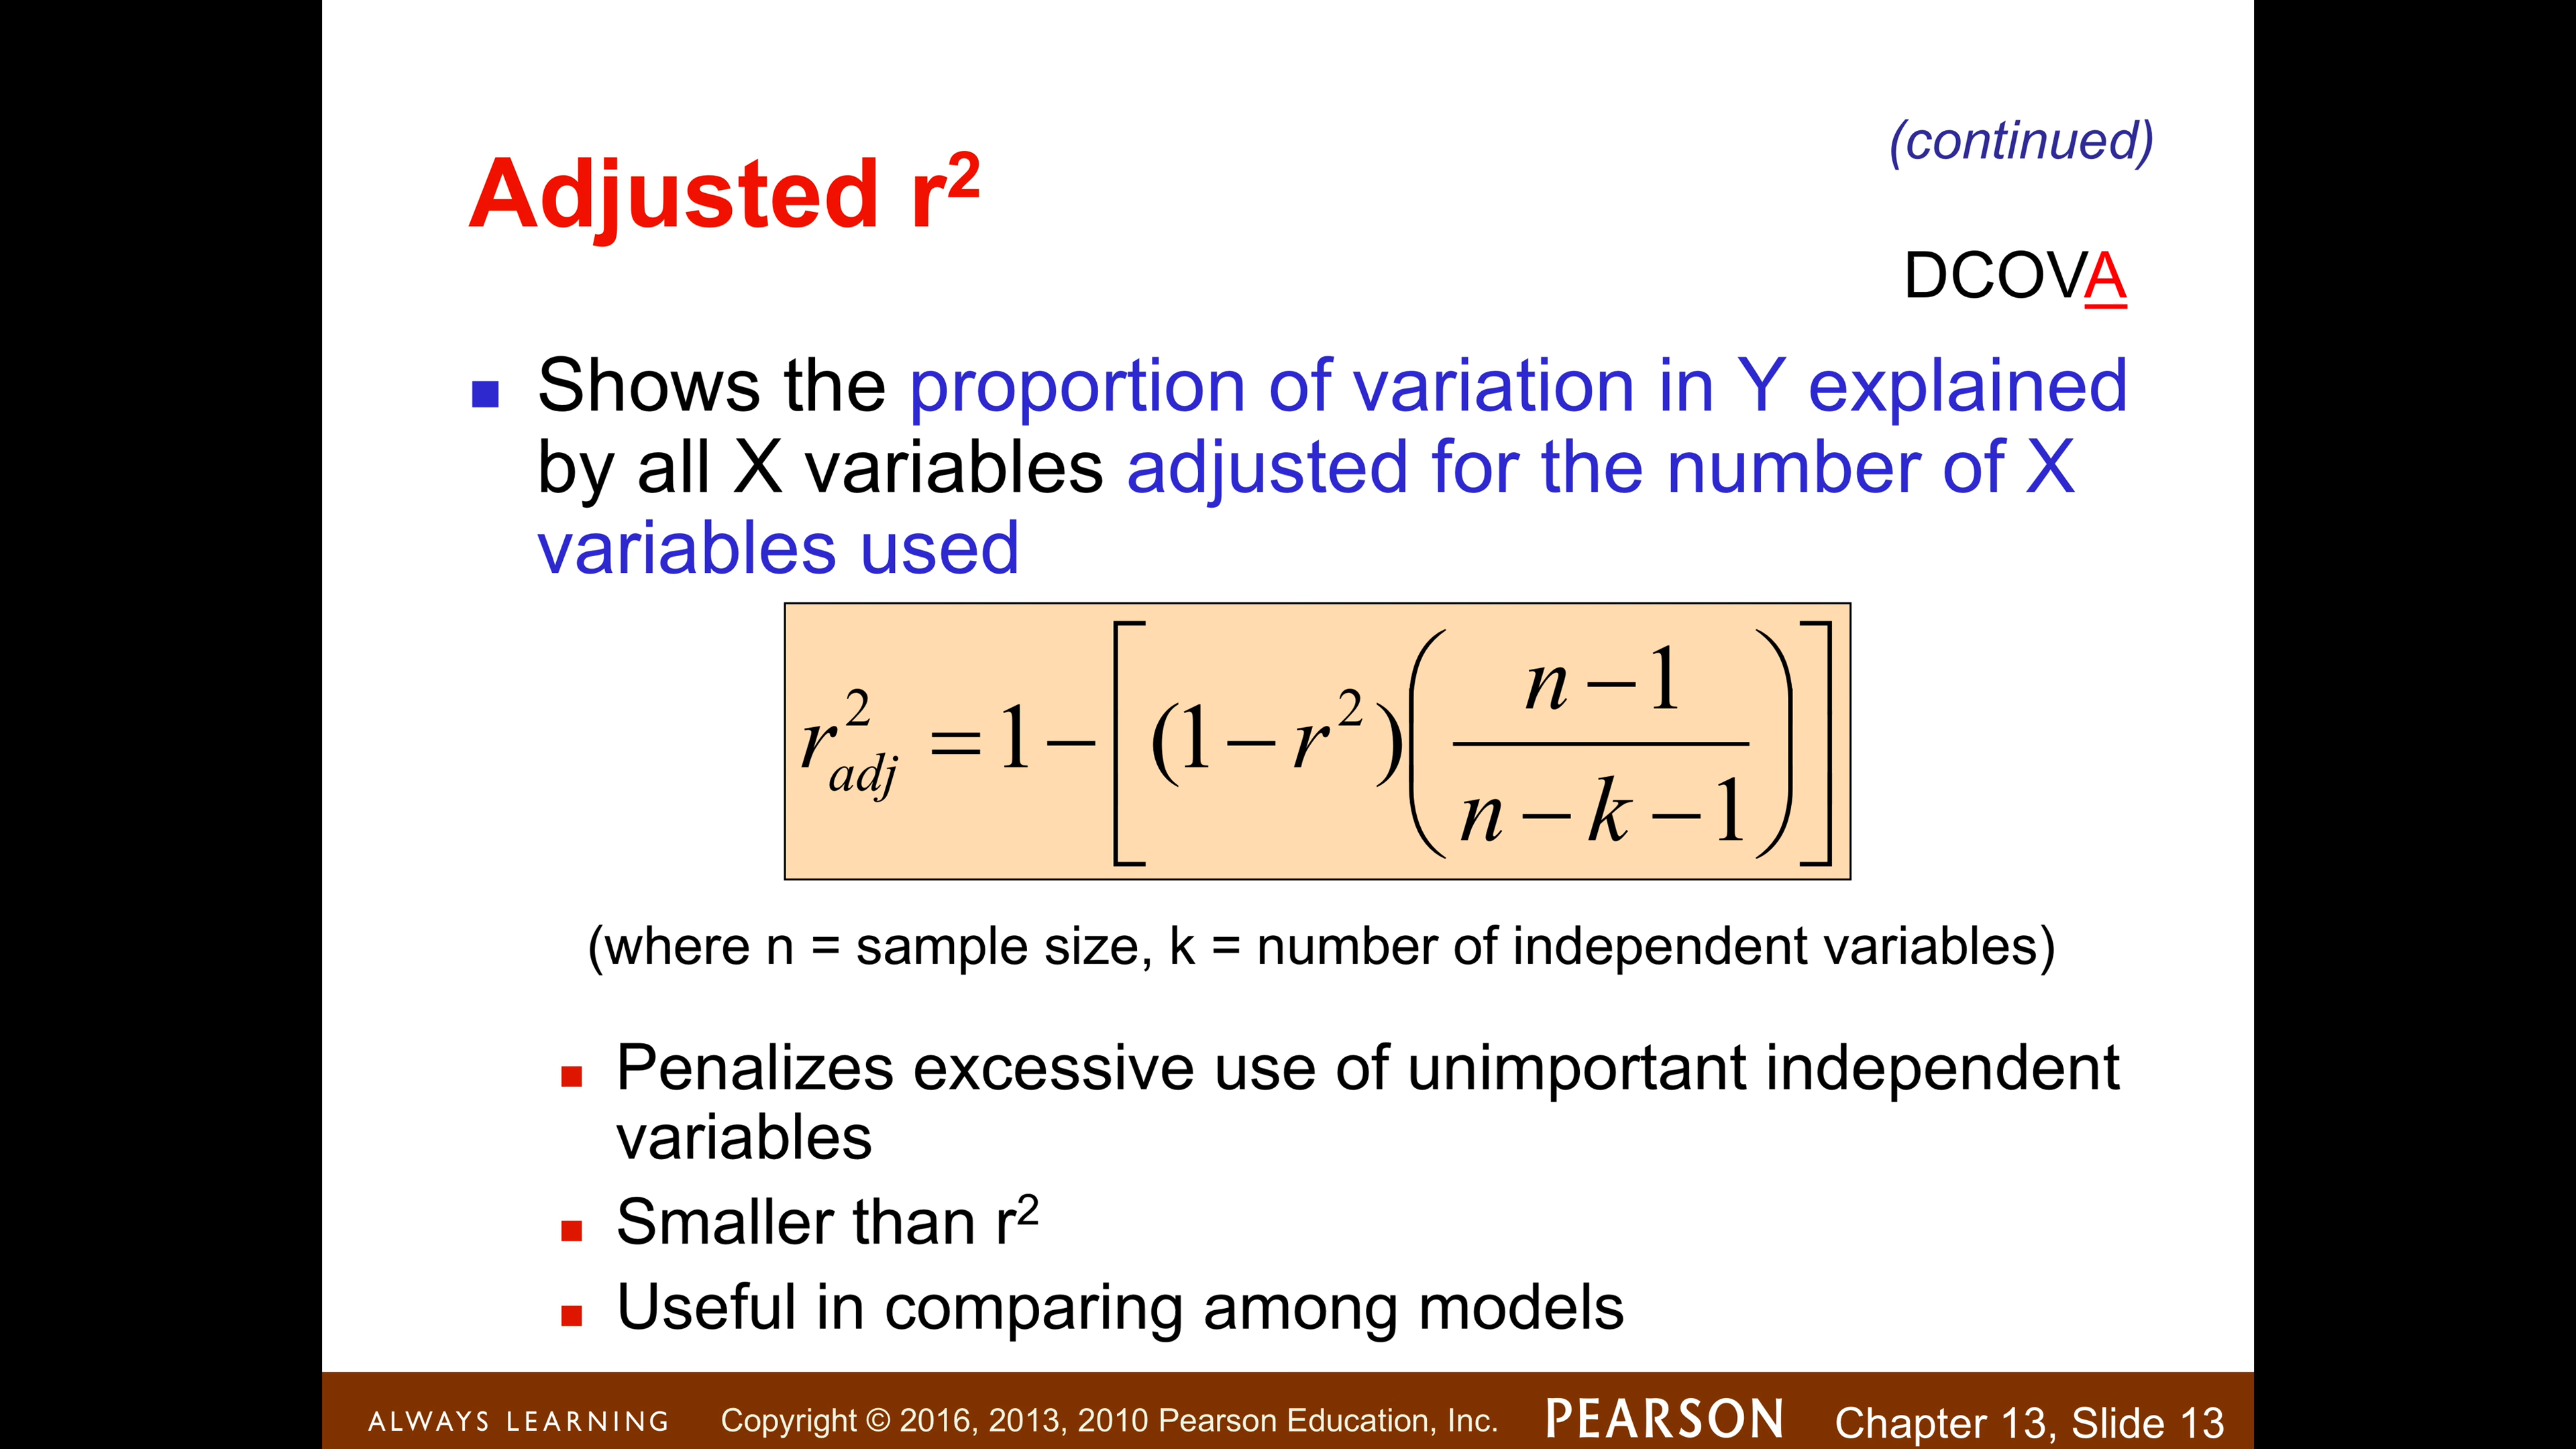 (continued)
Adjusted r²
DCOVA
■ Shows the proportion of variation in Y explained
by all X variables adjusted for the number of X
variables used
r²adj = 1 − [(1 − r²)((n − 1)/(n − k − 1))]
(where n = sample size, k = number of independent variables)
■ Penalizes excessive use of unimportant independent
variables
■ Smaller than r²
■ Useful in comparing among models
ALWAYS LEARNING Copyright © 2016, 2013, 2010 Pearson Education, Inc. PEARSON Chapter 13, Slide 13